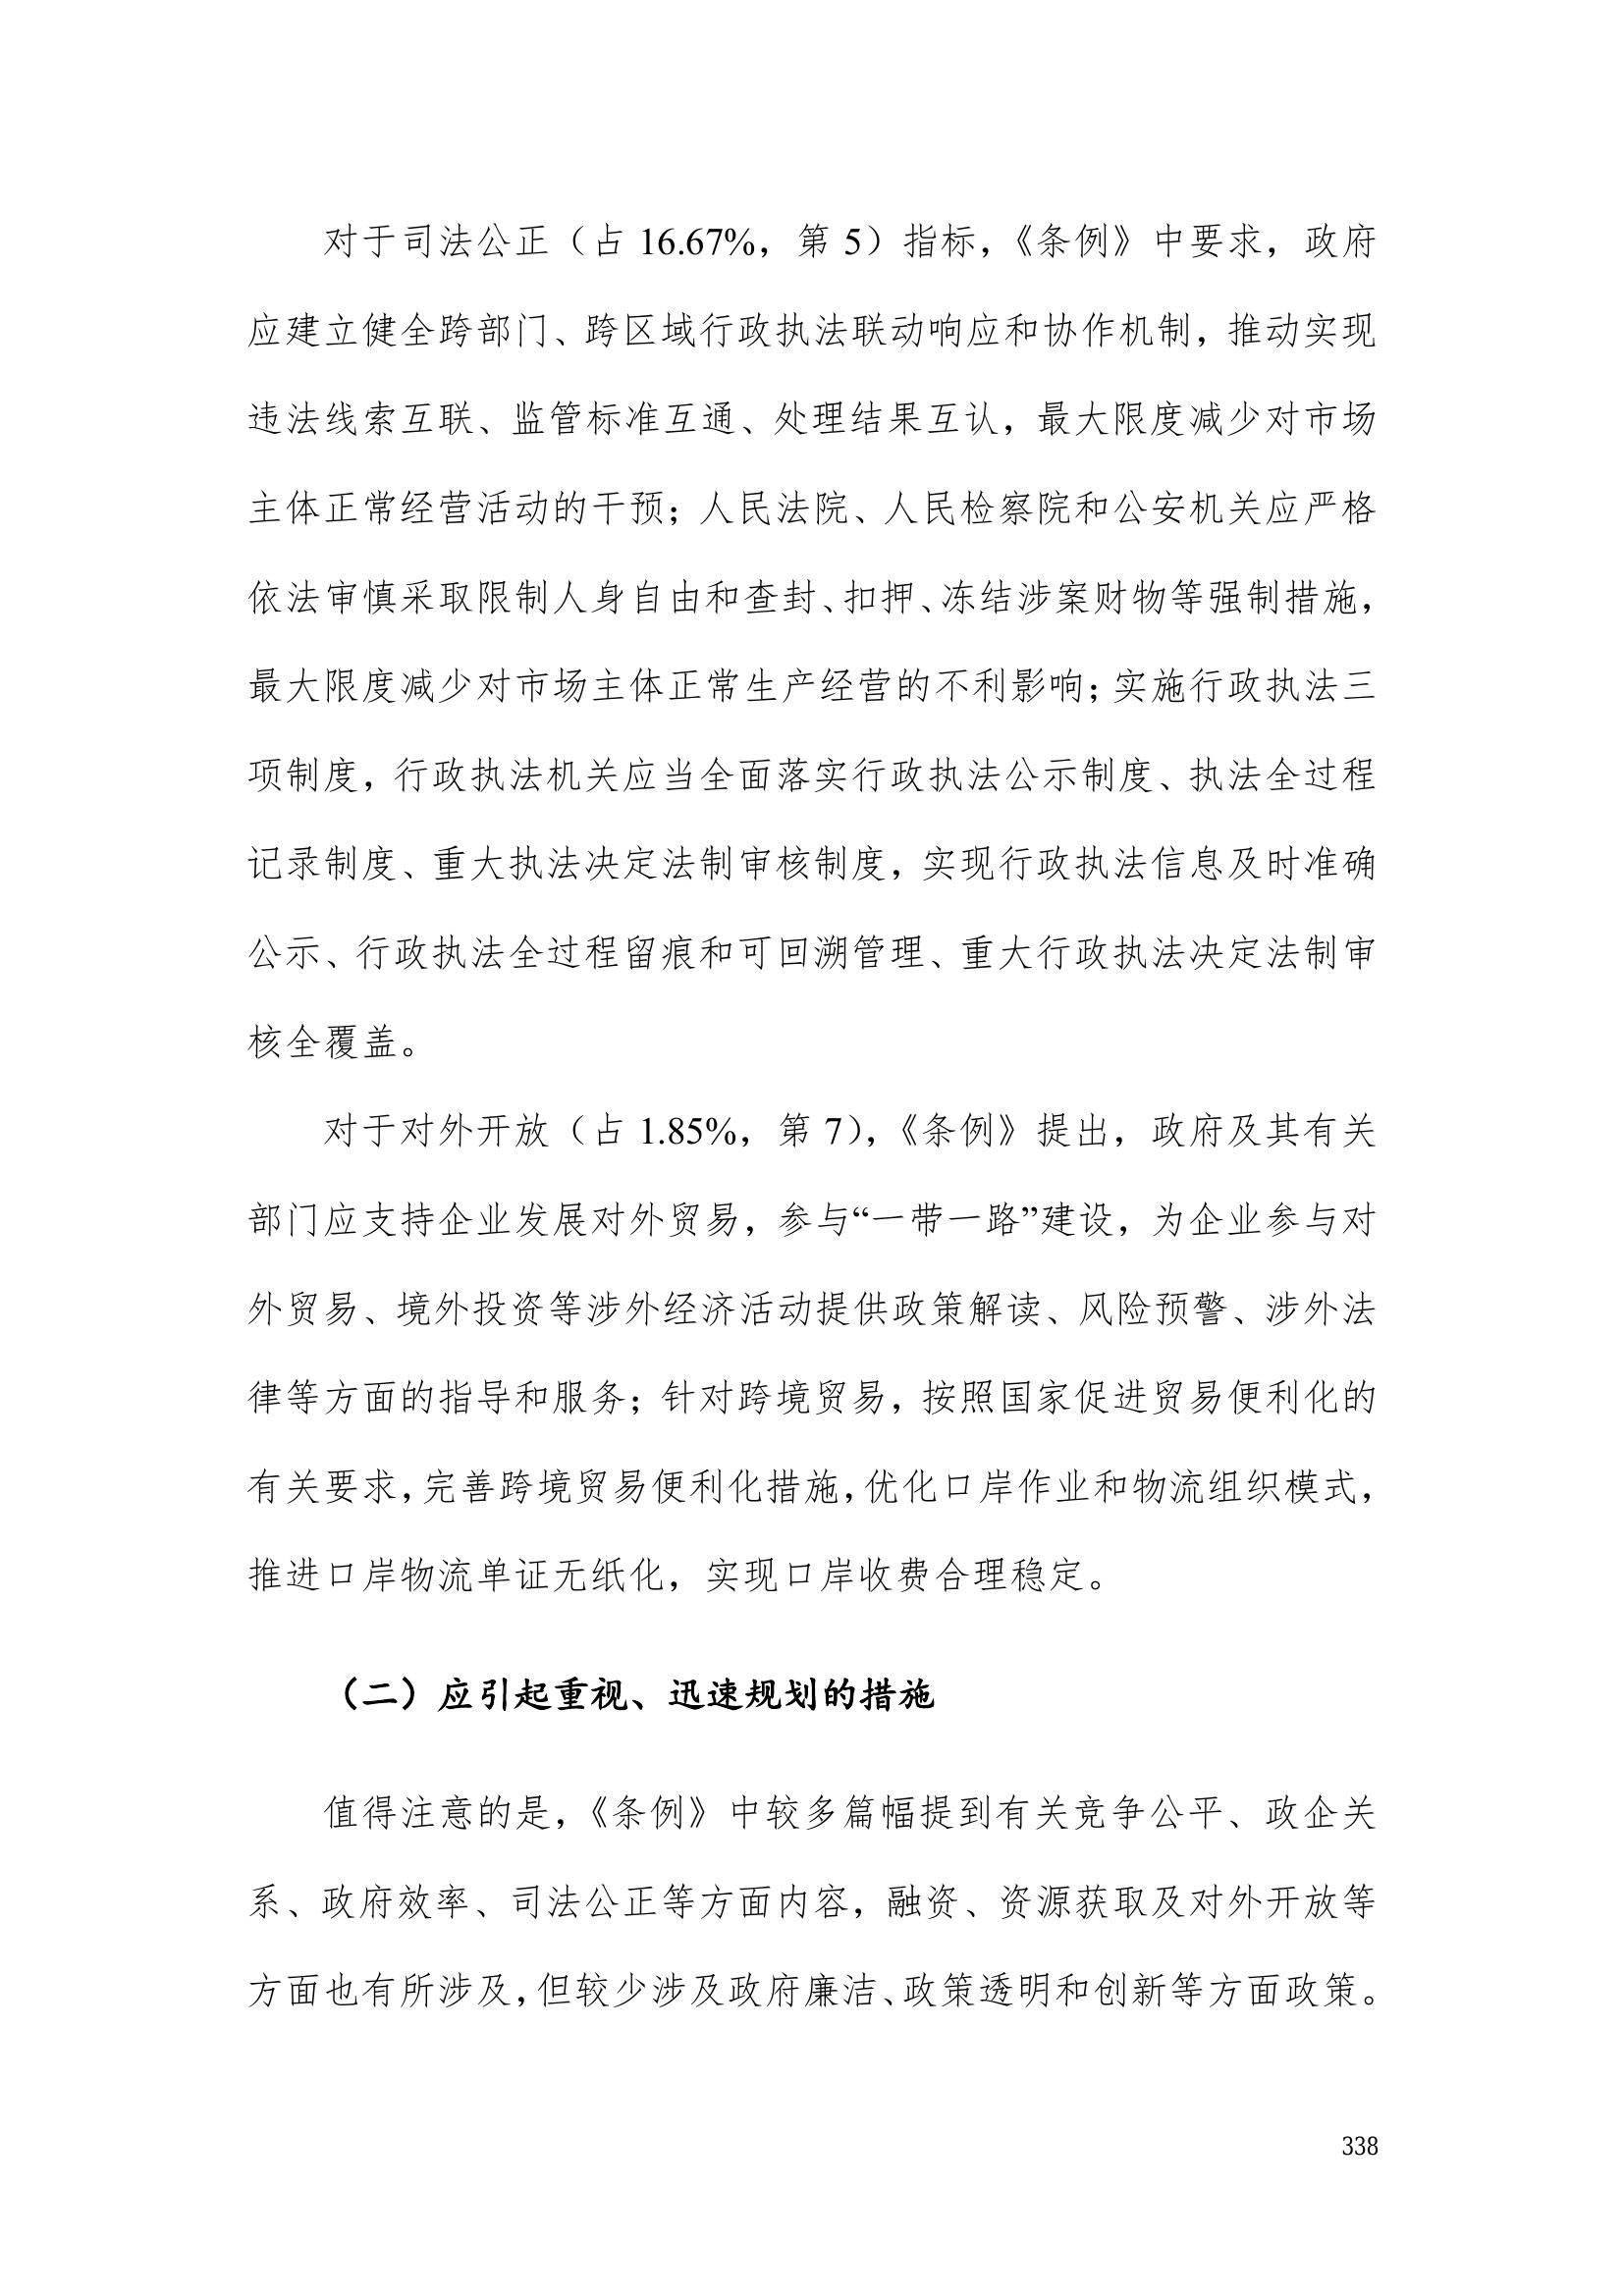 对于司法公正（占 16.67%，第 5）指标，《条例》中要求，政府
应建立健全跨部门、跨区域行政执法联动响应和协作机制，推动实现
违法线索互联、监管标准互通、处理结果互认，最大限度减少对市场
主体正常经营活动的干预；人民法院、人民检察院和公安机关应严格
依法审慎采取限制人身自由和查封、扣押、冻结涉案财物等强制措施，
最大限度减少对市场主体正常生产经营的不利影响；实施行政执法三
项制度，行政执法机关应当全面落实行政执法公示制度、执法全过程
记录制度、重大执法决定法制审核制度，实现行政执法信息及时准确
公示、行政执法全过程留痕和可回溯管理、重大行政执法决定法制审
核全覆盖。
对于对外开放（占 1.85%，第 7），《条例》提出，政府及其有关
部门应支持企业发展对外贸易，参与“一带一路”建设，为企业参与对
外贸易、境外投资等涉外经济活动提供政策解读、风险预警、涉外法
律等方面的指导和服务；针对跨境贸易，按照国家促进贸易便利化的
有关要求，完善跨境贸易便利化措施，优化口岸作业和物流组织模式，
推进口岸物流单证无纸化，实现口岸收费合理稳定。
（二）应引起重视、迅速规划的措施
值得注意的是，《条例》中较多篇幅提到有关竞争公平、政企关
系、政府效率、司法公正等方面内容，融资、资源获取及对外开放等
方面也有所涉及，但较少涉及政府廉洁、政策透明和创新等方面政策。
338